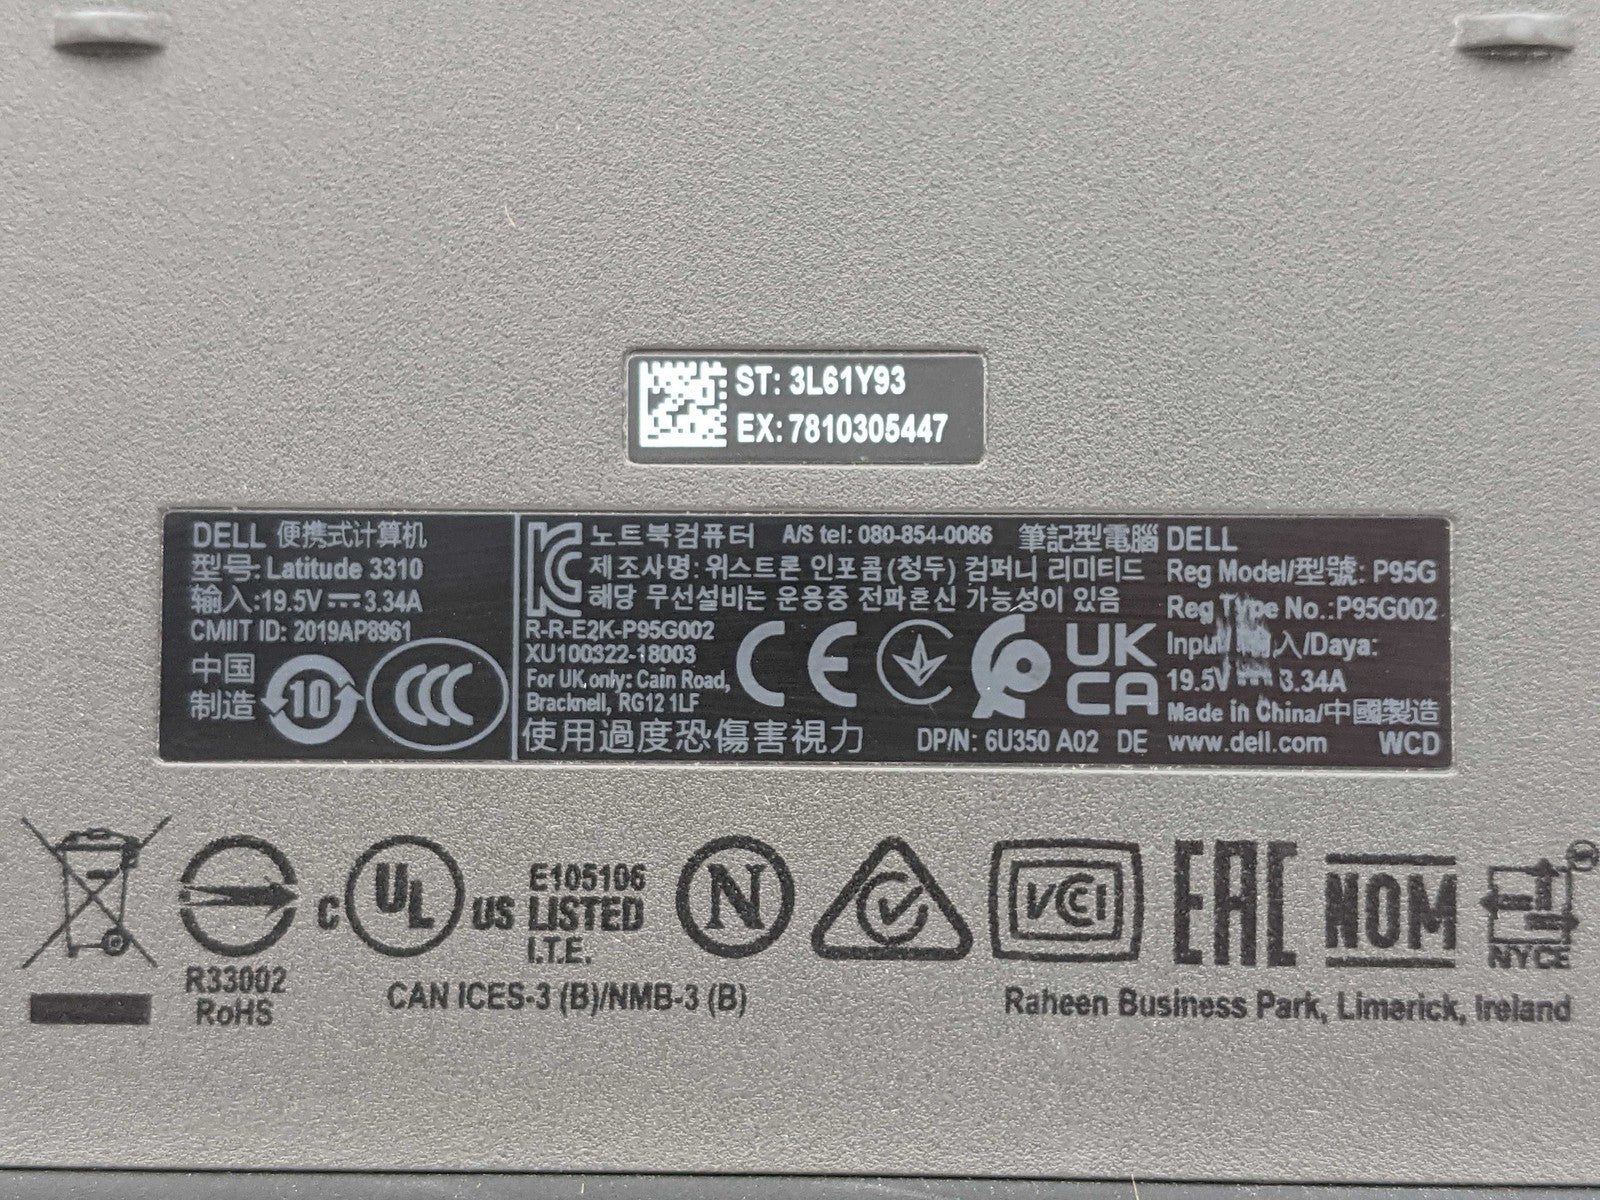 ST: 3L61Y93
EX: 7810305447
DELL 便携式计算机
型号: Latitude 3310
输入:19.5V 3.34A
CMIIT ID: 2019AP8961
中国
制造
10
CCC
노트북컴퓨터 A/S tel: 080-854-0066
제조사명: 위스트론 인포콤(청두) 컴퍼니 리미티드
해당 무선설비는 운용중 전파혼신 가능성이 있음
R-R-E2K-P95G002
XU100322-18003
For UK only: Cain Road,
Bracknell, RG12 1LF
CE
UK
CA
使用過度恐傷害視力
DP/N: 6U350 A02 DE
筆記型電腦 DELL
Reg Model/型號: P95G
Reg Type No.:P95G002
Input/輸入/Daya:
19.5V 3.34A
Made in China/中國製造
www.dell.com WCD
R33002
RoHS
C UL US
E105106
LISTED
I.T.E.
CAN ICES-3 (B)/NMB-3 (B)
N
VCCI
EAC
NOM
NYCE
Raheen Business Park, Limerick, Ireland